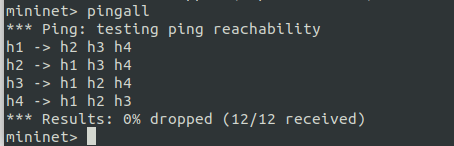 mininet> pingall
*** Ping: testing ping reachability
h1 -> h2 h3 h4
h2 -> h1 h3 h4
h3 -> h1 h2 h4
h4 -> h1 h2 h3
*** Results: 0% dropped (12/12 received)
mininet>